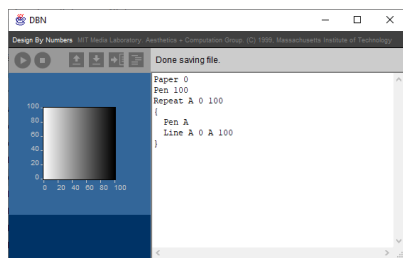 DBN
Design By Numbers MIT Media Laboratory: Aesthetics + Computation Group. (C) 1999, Massachusetts Institute of Technology
Done saving file.
Paper 0
Pen 100
Repeat A 0 100
{
Pen A
Line A 0 A 100
}
100
80
60
40
20
0
0 20 40 60 80 100